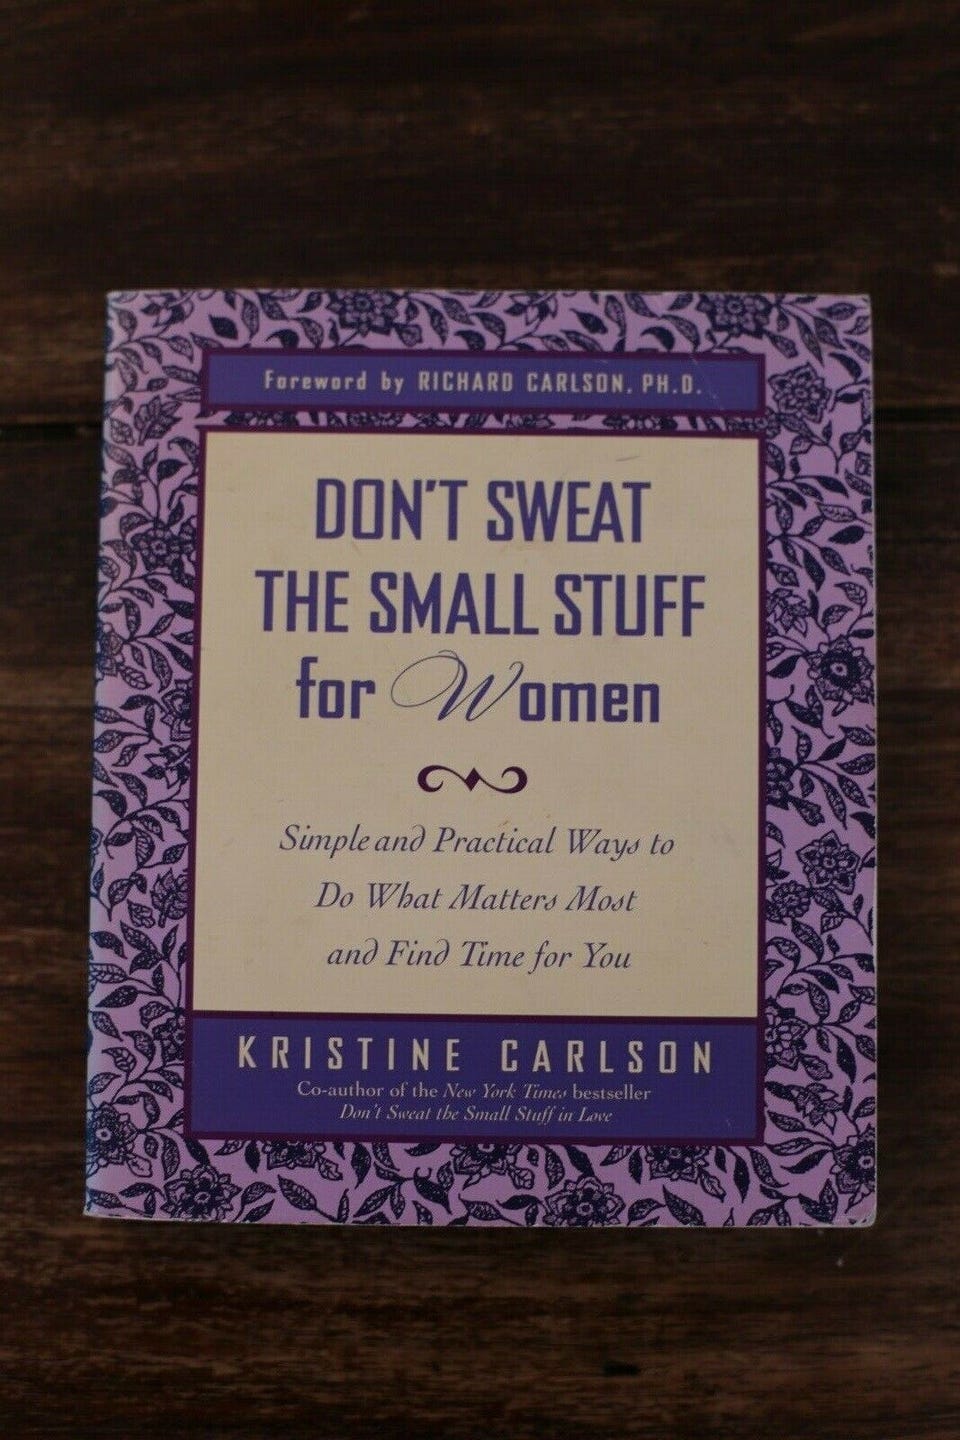 Foreword by RICHARD CARLSON, PH.D.
DON'T SWEAT
THE SMALL STUFF
for Women
Simple and Practical Ways to
Do What Matters Most
and Find Time for You
KRISTINE CARLSON
Co-author of the New York Times bestseller
Don't Sweat the Small Stuff in Love